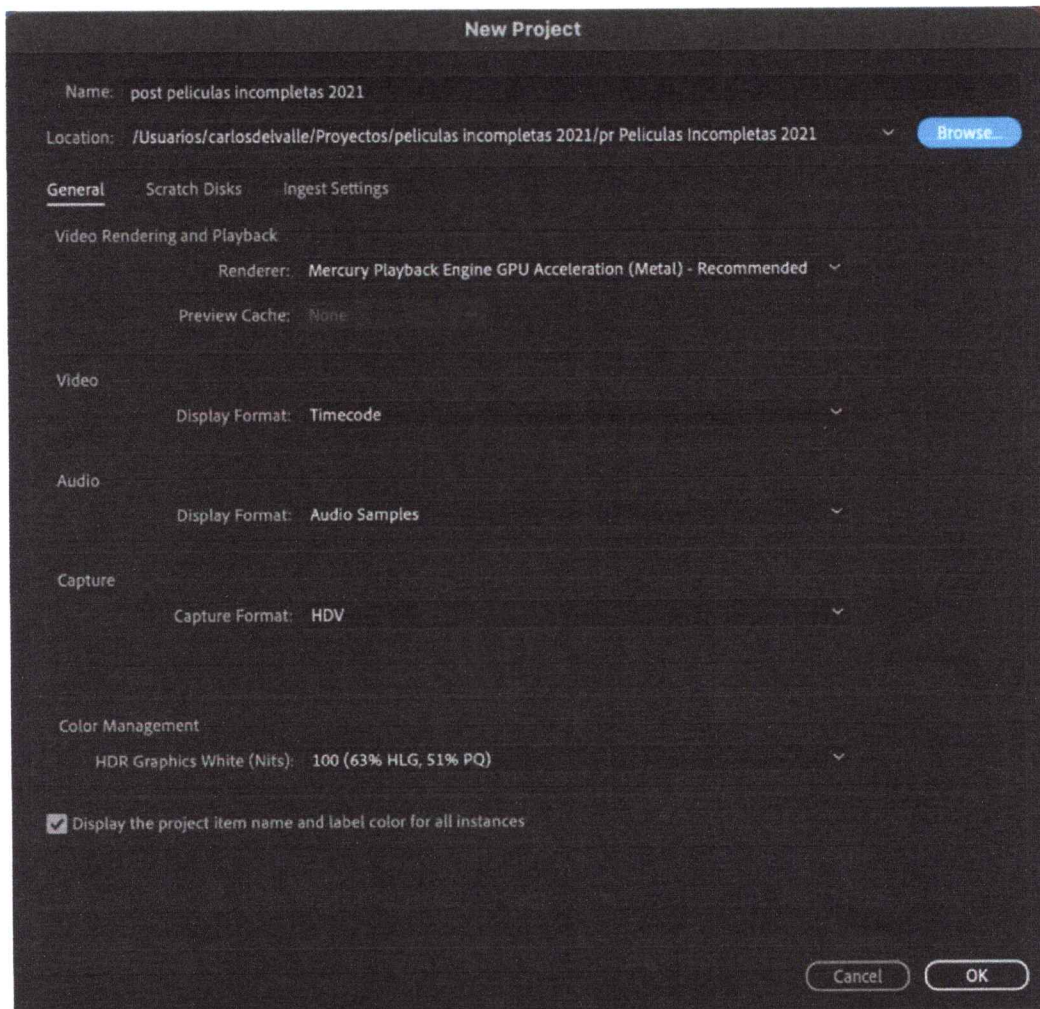 New Project
Name: post peliculas incompletas 2021
Location: /Usuarios/carlosdelvalle/Proyectos/peliculas incompletas 2021/pr Peliculas Incompletas 2021 Browse...
General Scratch Disks Ingest Settings
Video Rendering and Playback
Renderer: Mercury Playback Engine GPU Acceleration (Metal) - Recommended
Preview Cache: None
Video
Display Format: Timecode
Audio
Display Format: Audio Samples
Capture
Capture Format: HDV
Color Management
HDR Graphics White (Nits): 100 (63% HLG, 51% PQ)
Display the project item name and label color for all instances
Cancel OK